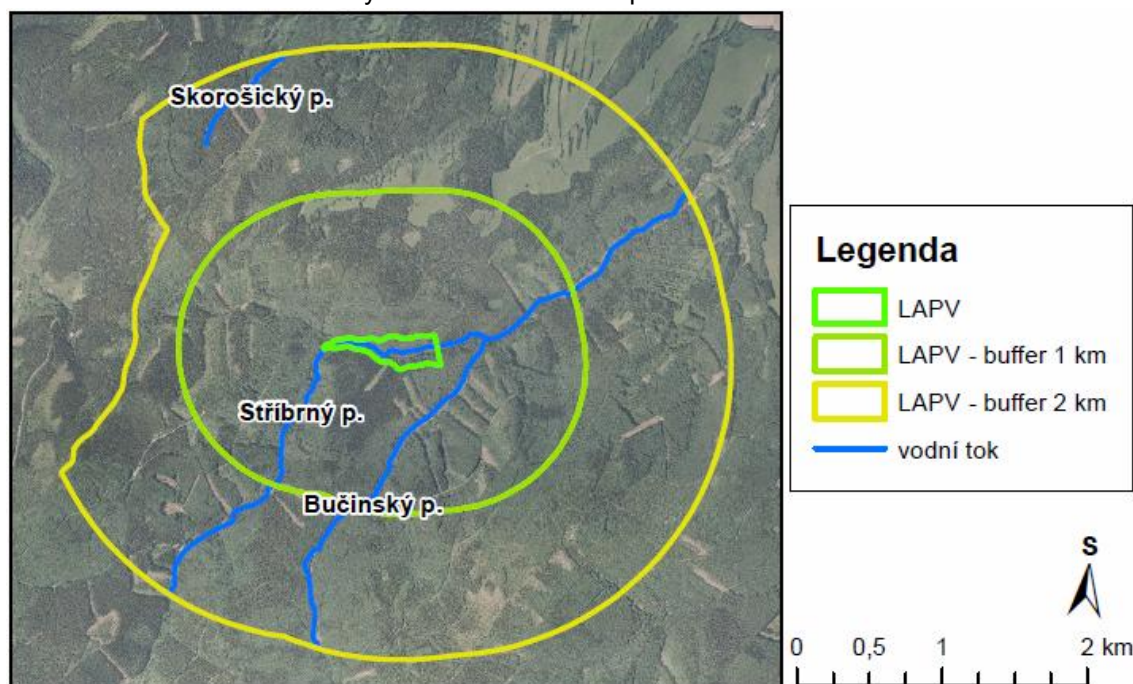 Skorošický p.
Stříbrný p.
Bučinský p.
Legenda
LAPV
LAPV - buffer 1 km
LAPV - buffer 2 km
vodní tok
S
0 0,5 1 2 km